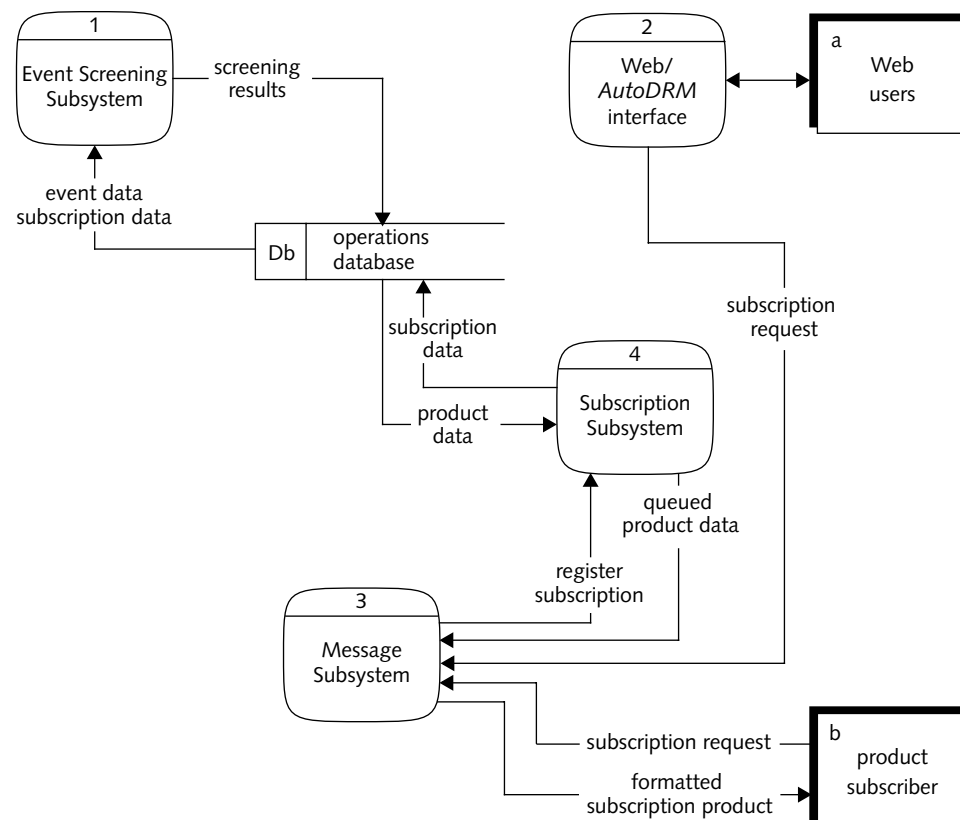 1
Event Screening
Subsystem
screening
results
2
Web/
AutoDRM
interface
a
Web
users
event data
subscription data
Db
operations
database
subscription
data
product
data
subscription
request
4
Subscription
Subsystem
queued
product data
register
subscription
3
Message
Subsystem
subscription request
formatted
subscription product
b
product
subscriber